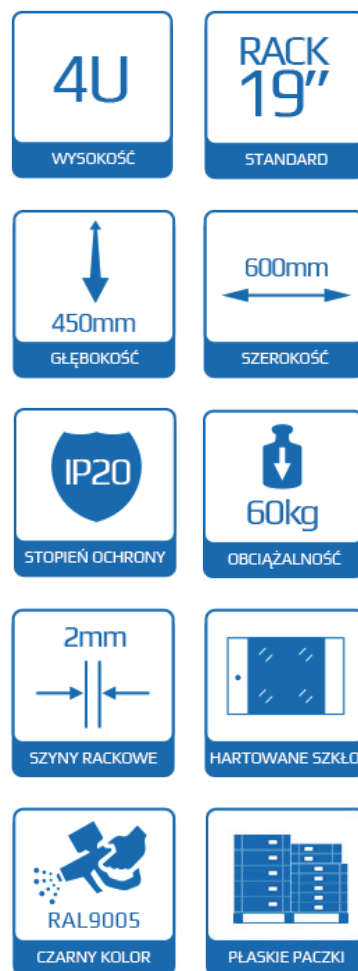 4U
WYSOKOŚĆ
RACK
19”
STANDARD
450mm
GŁĘBOKOŚĆ
600mm
SZEROKOŚĆ
IP20
STOPIEŃ OCHRONY
60kg
OBCIĄŻALNOŚĆ
2mm
SZYNY RACKOWE
HARTOWANE SZKŁO
RAL9005
CZARNY KOLOR
PŁASKIE PACZKI